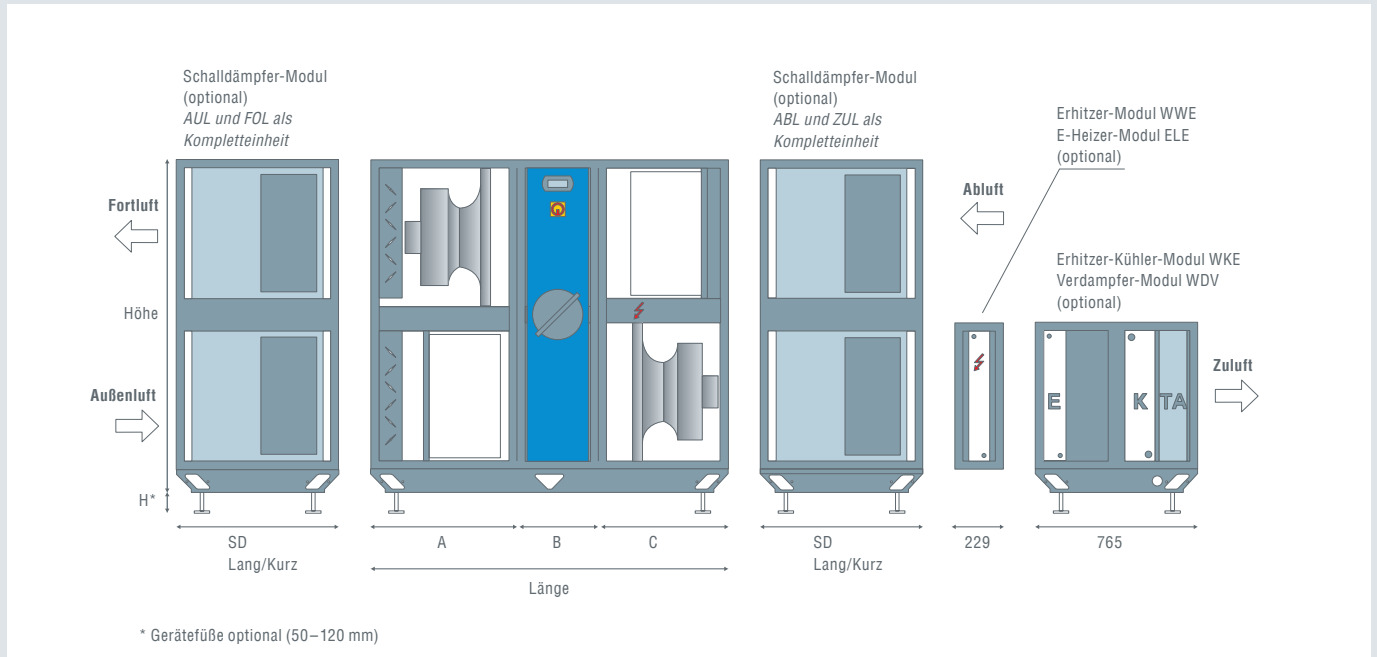 Schalldämpfer-Modul
(optional)
AUL und FOL als
Kompletteinheit
Schalldämpfer-Modul
(optional)
ABL und ZUL als
Kompletteinheit
Erhitzer-Modul WWE
E-Heizer-Modul ELE
(optional)
Fortluft
Abluft
Erhitzer-Kühler-Modul WKE
Verdampfer-Modul WDV
(optional)
Höhe
Außenluft
Zuluft
E
K
TA
H*
SD
Lang/Kurz
A
B
C
SD
Lang/Kurz
229
765
Länge
* Gerätefüße optional (50–120 mm)